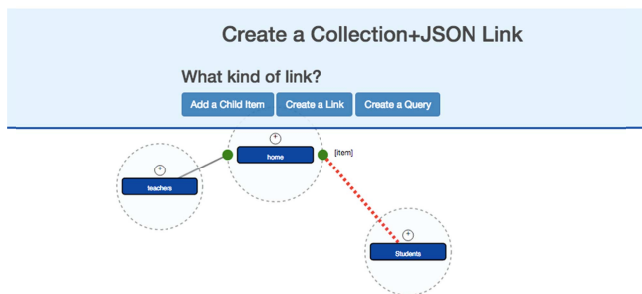 Create a Collection+JSON Link
What kind of link?
Add a Child Item Create a Link Create a Query
+
home
[item]
+
teachers
+
Students